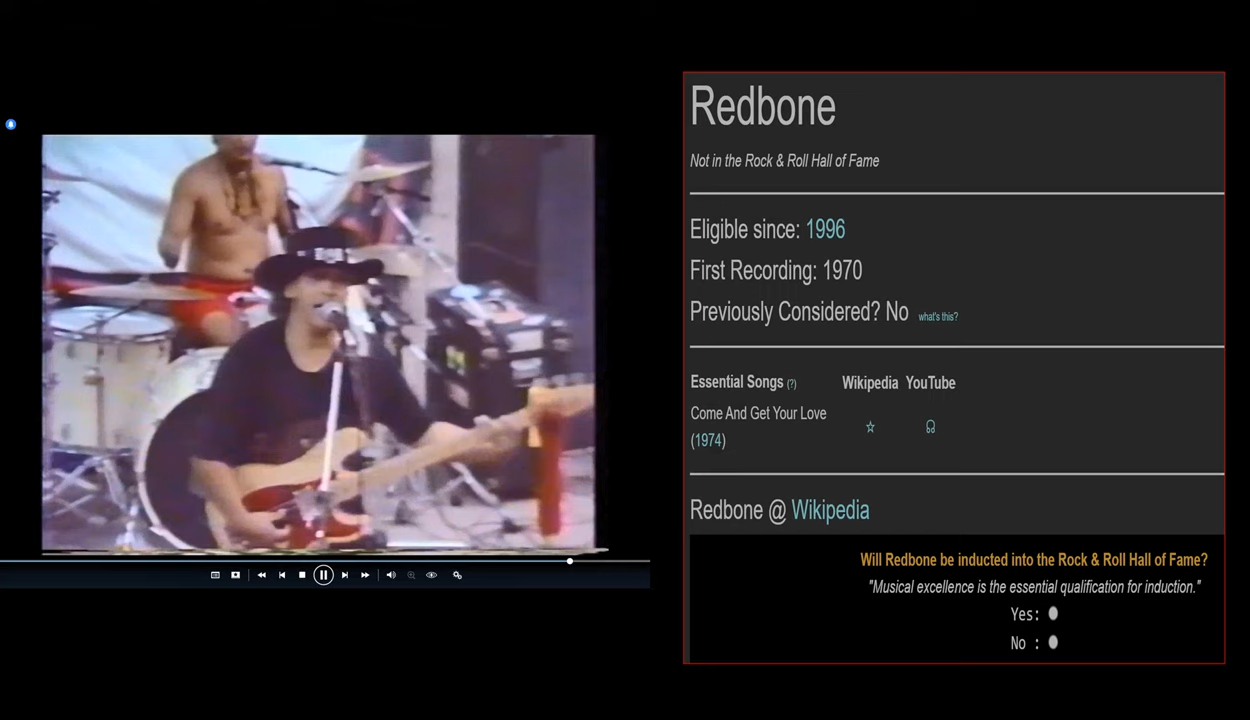 Redbone
Not in the Rock & Roll Hall of Fame
Eligible since: 1996
First Recording: 1970
Previously Considered? No what's this?
Essential Songs (?) Wikipedia YouTube
Come And Get Your Love
(1974)
Redbone @ Wikipedia
Will Redbone be inducted into the Rock & Roll Hall of Fame?
"Musical excellence is the essential qualification for induction."
Yes:
No :